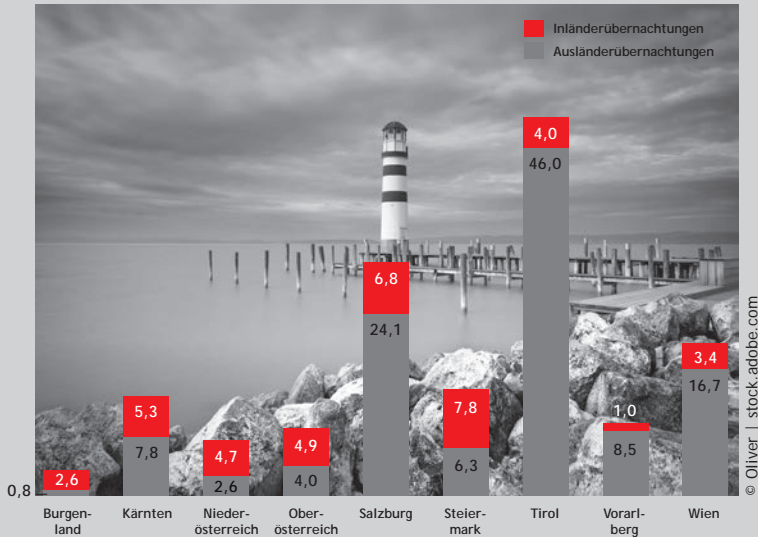 Inländerübernachtungen
Ausländerübernachtungen
4,0
46,0
6,8
24,1
3,4
16,7
5,3
7,8
7,8
6,3
1,0
8,5
4,9
4,0
4,7
2,6
2,6
0,8
Burgen-
land
Kärnten
Nieder-
österreich
Ober-
österreich
Salzburg
Steier-
mark
Tirol
Vorarl-
berg
Wien
© Oliver | stock.adobe.com